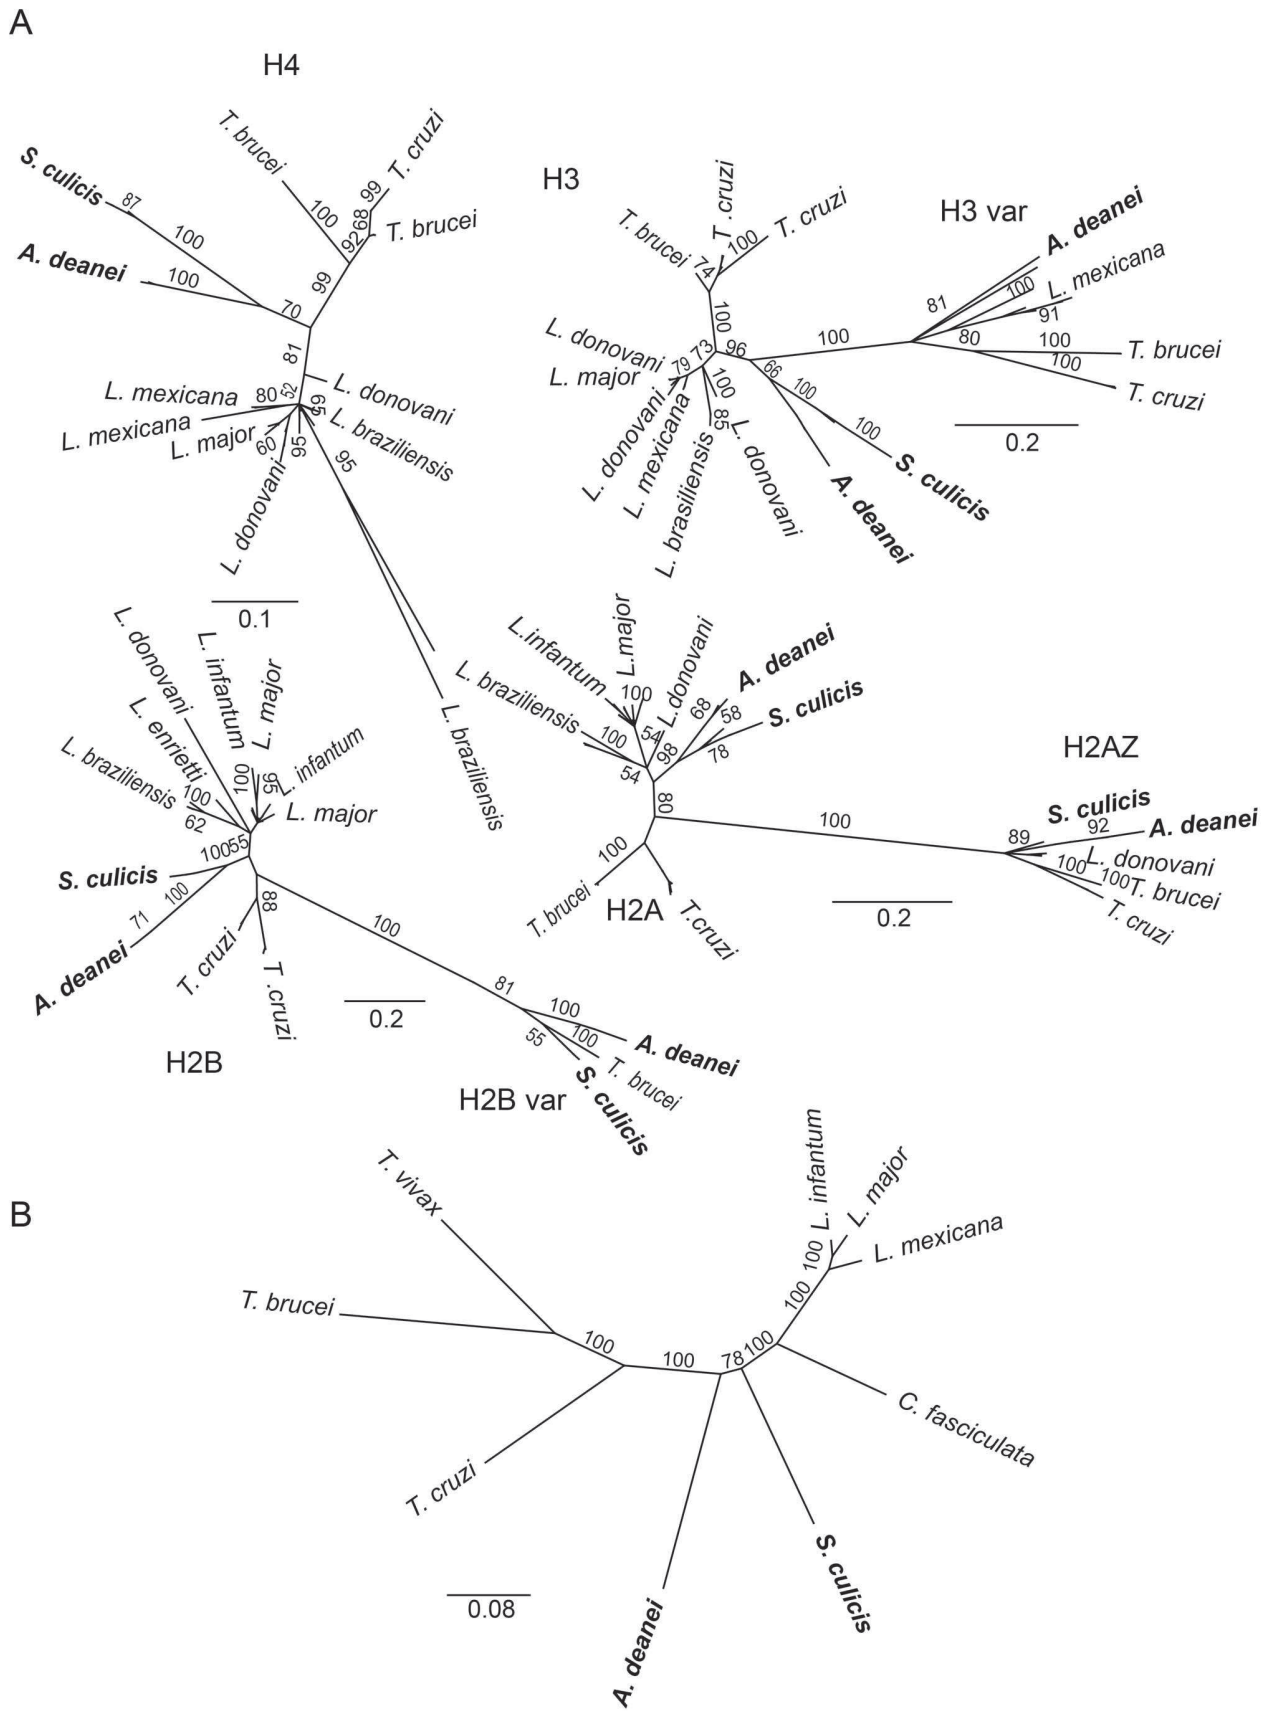 A
H4
T. brucei
T. cruzi
S. culicis
87
100
100
99
68
92
T. brucei
A. deanei
100
99
70
81
L. mexicana
80
52
L. donovani
65
L. mexicana
L. major
60
95
L. braziliensis
95
L. donovani
0.1
L. braziliensis
L. braziliensis
H3
H3 var
T. brucei
T .cruzi
T. cruzi
74
100
100
L. donovani
L. major
79
73
96
100
85
L. donovani
L. mexicana
L. brasiliensis
L. donovani
66
100
100
S. culicis
A. deanei
100
81
A. deanei
100
L. mexicana
91
80
100
T. brucei
100
T. cruzi
0.2
L. donovani
L. infantum
L. major
L. enrietti
L. infantum
L. braziliensis
100
62
100
95
L. major
100
55
S. culicis
100
71
A. deanei
88
T. cruzi
T .cruzi
H2B
100
0.2
81
100
100
55
A. deanei
T. brucei
S. culicis
H2B var
L.infantum
L.major
L.donovani
A. deanei
L. braziliensis
100
100
54
54
98
68
58
78
S. culicis
80
100
T. brucei
H2A
T.cruzi
100
H2AZ
S. culicis
89
92
A. deanei
L. donovani
100
100
T. brucei
T. cruzi
0.2
B
T. vivax
T. brucei
100
100
78
100
100
100
L. infantum
L. major
L. mexicana
C. fasciculata
T. cruzi
S. culicis
A. deanei
0.08